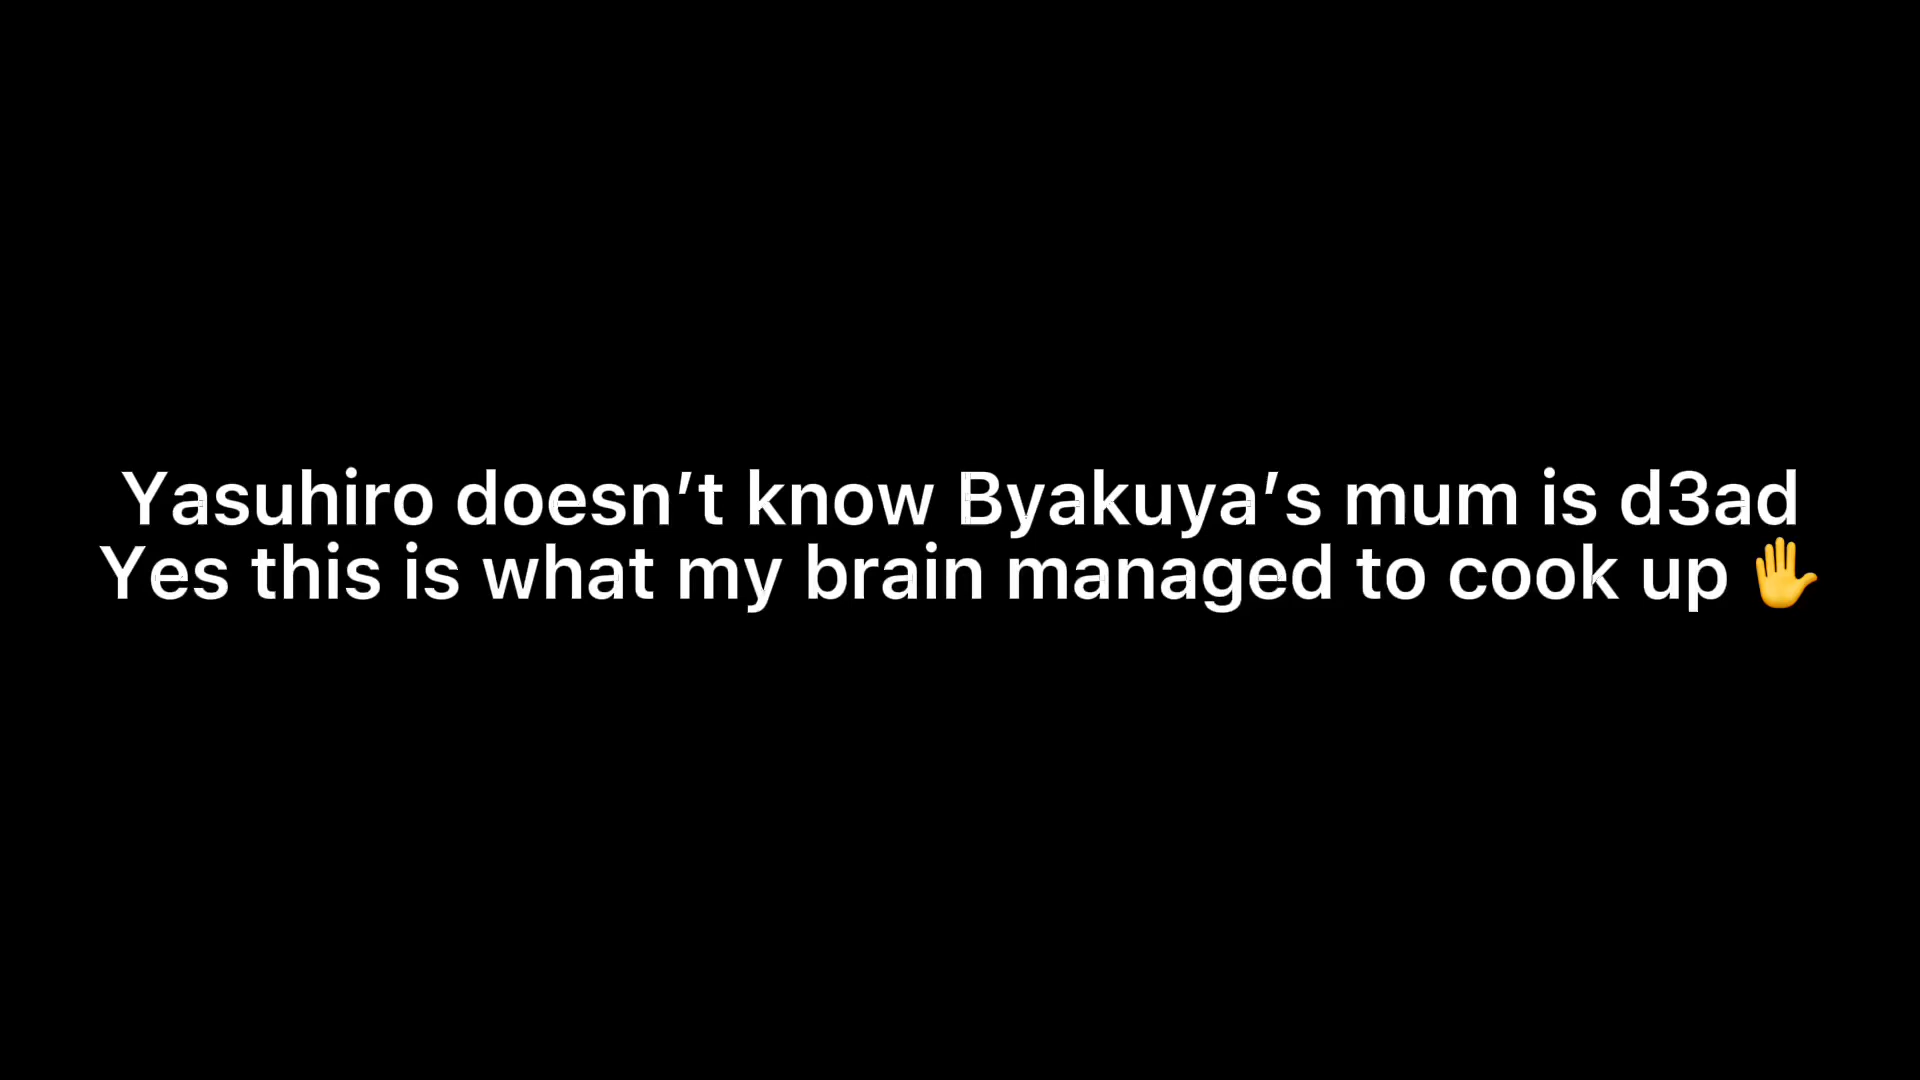 Yasuhiro doesn’t know Byakuya’s mum is d3ad
Yes this is what my brain managed to cook up ✋